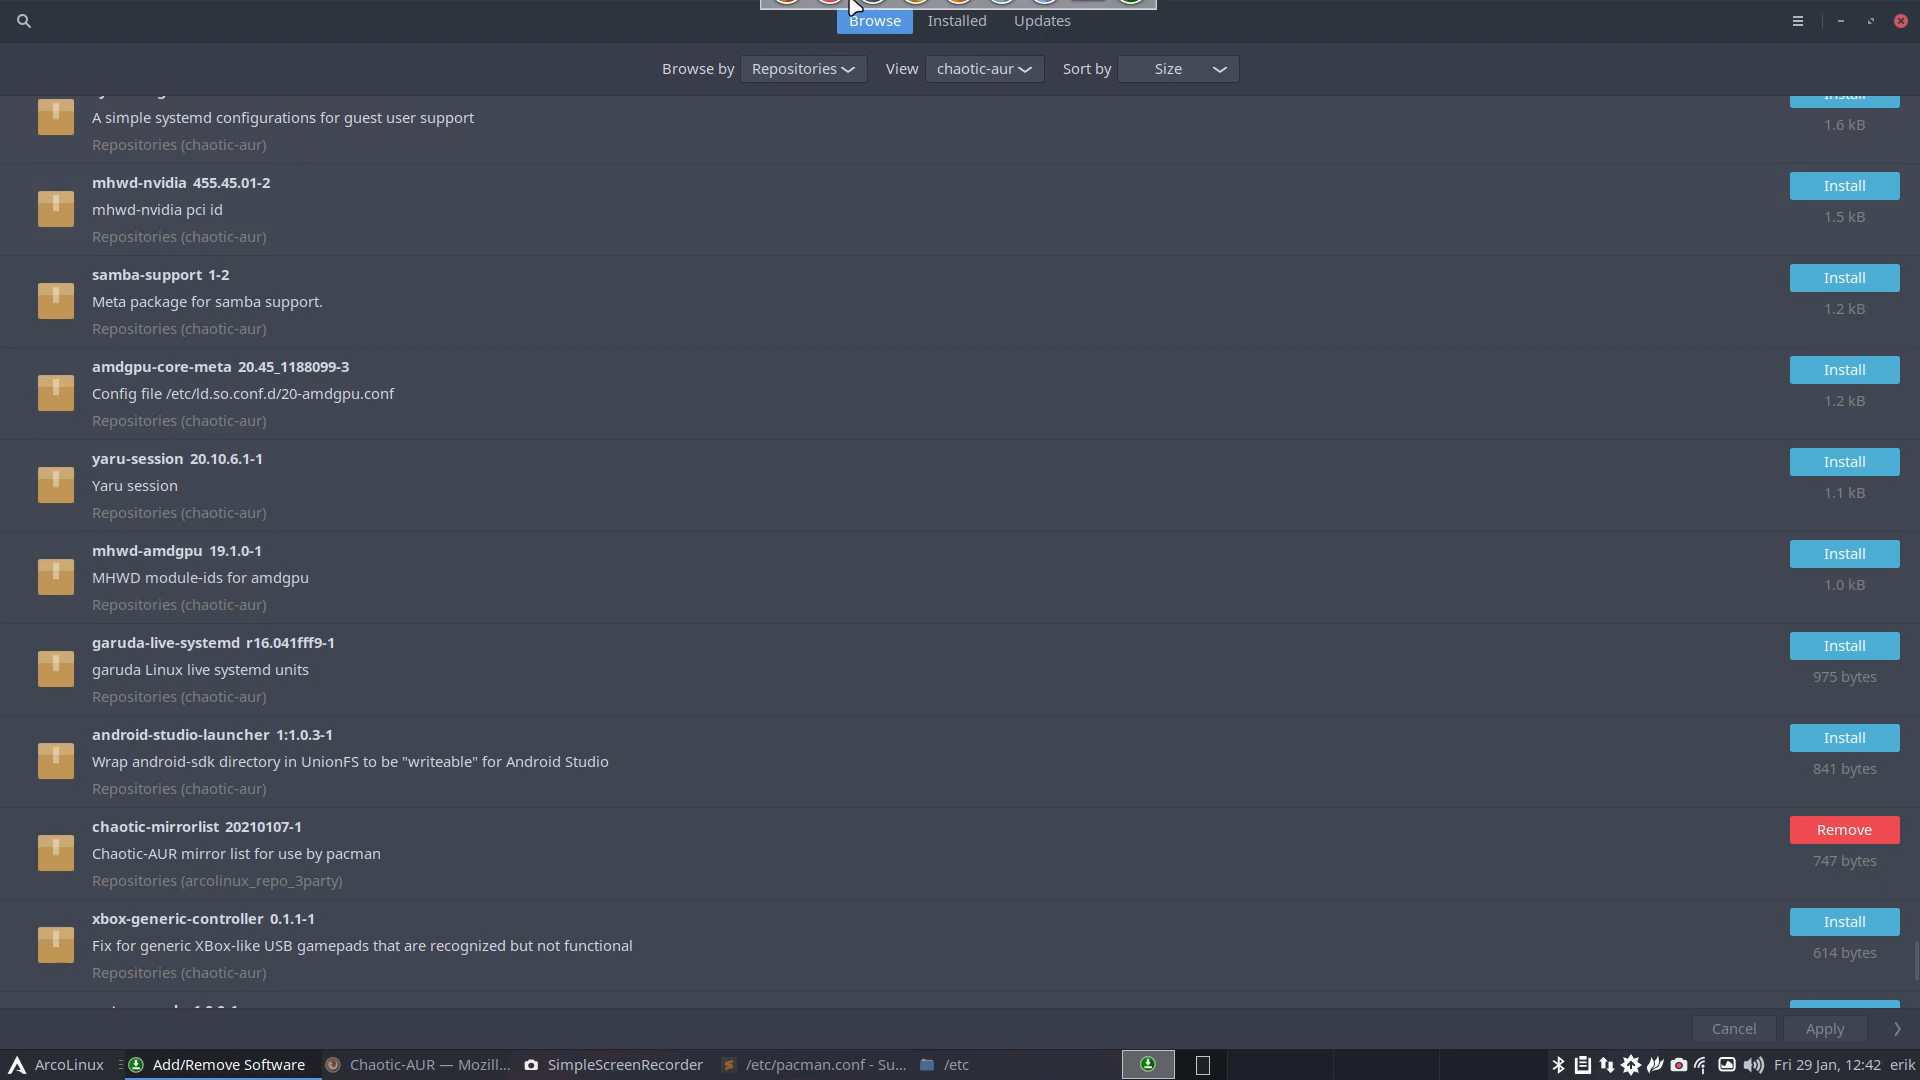 Browse Installed Updates
Browse by Repositories View chaotic-aur Sort by Size
A simple systemd configurations for guest user support
1.6 kB
Repositories (chaotic-aur)
mhwd-nvidia 455.45.01-2
Install
mhwd-nvidia pci id
1.5 kB
Repositories (chaotic-aur)
samba-support 1-2
Install
Meta package for samba support.
1.2 kB
Repositories (chaotic-aur)
amdgpu-core-meta 20.45_1188099-3
Install
Config file /etc/ld.so.conf.d/20-amdgpu.conf
1.2 kB
Repositories (chaotic-aur)
yaru-session 20.10.6.1-1
Install
Yaru session
1.1 kB
Repositories (chaotic-aur)
mhwd-amdgpu 19.1.0-1
Install
MHWD module-ids for amdgpu
1.0 kB
Repositories (chaotic-aur)
garuda-live-systemd r16.041fff9-1
Install
garuda Linux live systemd units
975 bytes
Repositories (chaotic-aur)
android-studio-launcher 1:1.0.3-1
Install
Wrap android-sdk directory in UnionFS to be "writeable" for Android Studio
841 bytes
Repositories (chaotic-aur)
chaotic-mirrorlist 20210107-1
Remove
Chaotic-AUR mirror list for use by pacman
747 bytes
Repositories (arcolinux_repo_3party)
xbox-generic-controller 0.1.1-1
Install
Fix for generic XBox-like USB gamepads that are recognized but not functional
614 bytes
Repositories (chaotic-aur)
Cancel Apply
ArcoLinux Add/Remove Software Chaotic-AUR — Mozill... SimpleScreenRecorder /etc/pacman.conf - Su... /etc Fri 29 Jan, 12:42 erik